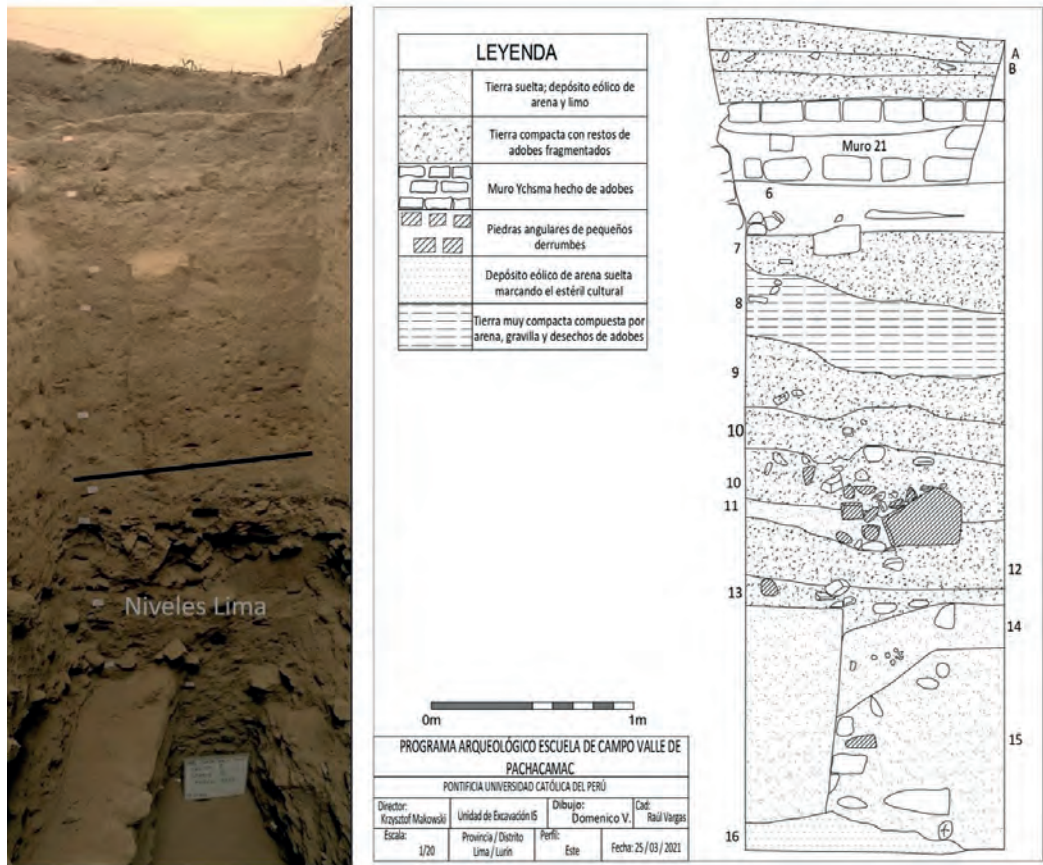 Niveles Lima
LEYENDA
Tierra suelta; depósito eólico de
arena y limo
Tierra compacta con restos de
adobes fragmentados
Muro Ychsma hecho de adobes
Piedras angulares de pequeños
derrumbes
Depósito eólico de arena suelta
marcando el estéril cultural
Tierra muy compacta compuesta por
arena, gravilla y desechos de adobes
A
B
Muro 21
6
7
8
9
10
10
11
12
13
14
15
16
0m 1m
PROGRAMA ARQUEOLÓGICO ESCUELA DE CAMPO VALLE DE
PACHACAMAC
PONTIFICIA UNIVERSIDAD CATÓLICA DEL PERÚ
Director:
Krzysztof Makowski
Unidad de Excavación I5
Dibujo:
Domenico V.
Cad:
Raúl Vargas
Escala:
1/20
Provincia / Distrito
Lima / Lurín
Perfil:
Este
Fecha: 25 / 03 / 2021